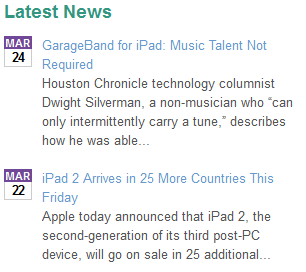 Latest News
MAR
24
GarageBand for iPad: Music Talent Not
Required
Houston Chronicle technology columnist
Dwight Silverman, a non-musician who “can
only intermittently carry a tune,” describes
how he was able...
MAR
22
iPad 2 Arrives in 25 More Countries This
Friday
Apple today announced that iPad 2, the
second-generation of its third post-PC
device, will go on sale in 25 additional...